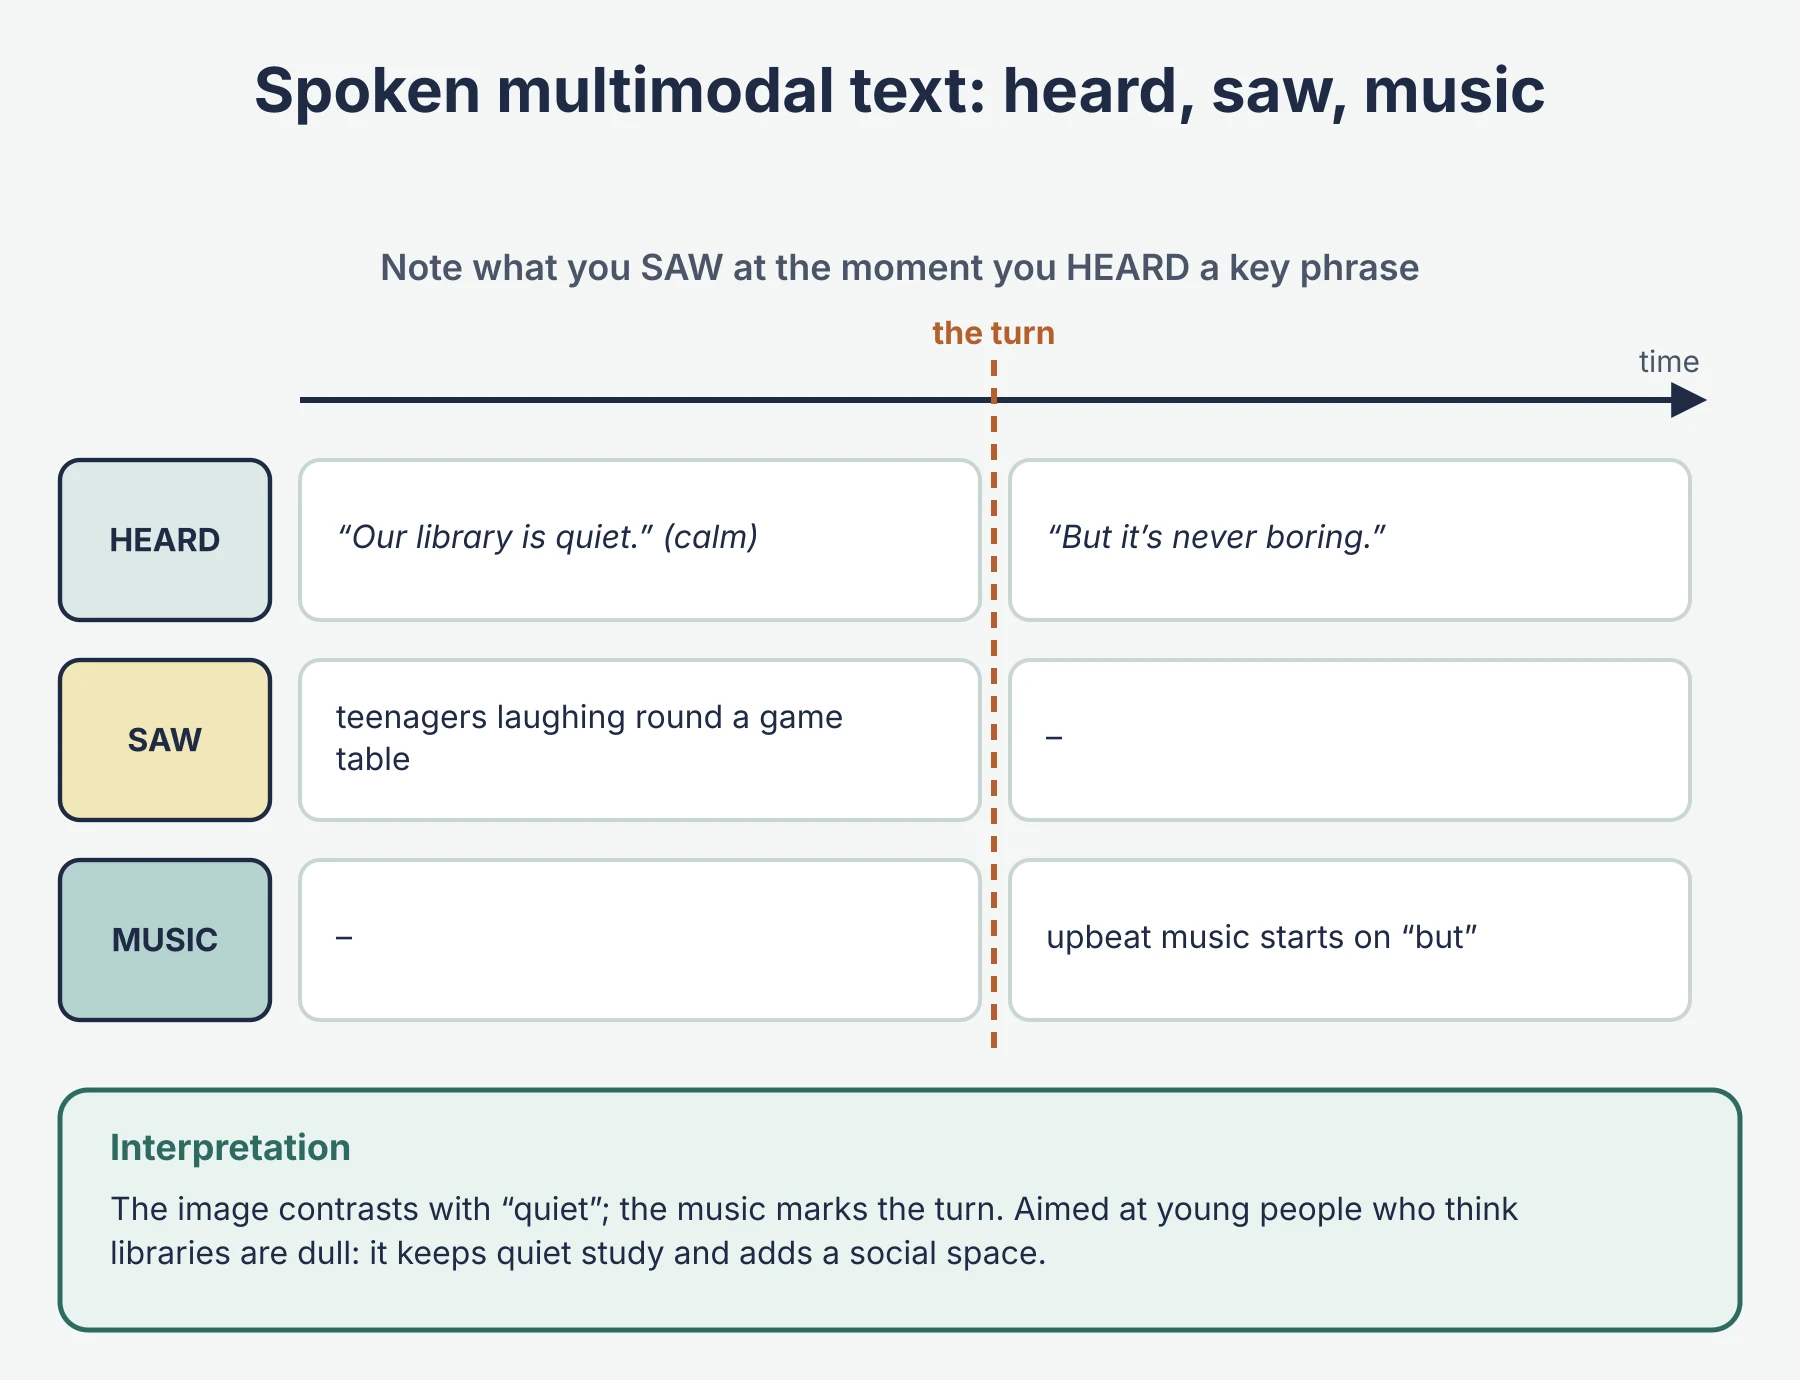 Spoken multimodal text: heard, saw, music
Note what you SAW at the moment you HEARD a key phrase
the turn
time
HEARD
“Our library is quiet.” (calm)
“But it’s never boring.”
SAW
teenagers laughing round a game
table
–
MUSIC
–
upbeat music starts on “but”
Interpretation
The image contrasts with “quiet”; the music marks the turn. Aimed at young people who think
libraries are dull: it keeps quiet study and adds a social space.